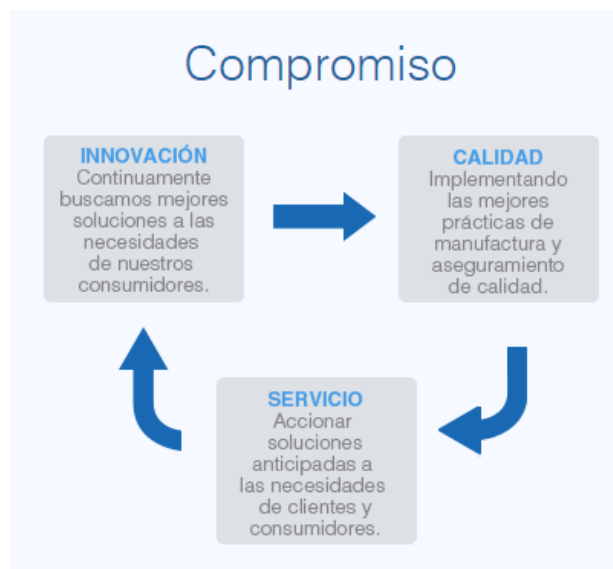 Compromiso
INNOVACIÓN
Continuamente
buscamos mejores
soluciones a las
necesidades
de nuestros
consumidores.
CALIDAD
Implementando
las mejores
prácticas de
manufactura y
aseguramiento
de calidad.
SERVICIO
Accionar
soluciones
anticipadas a
las necesidades
de clientes y
consumidores.